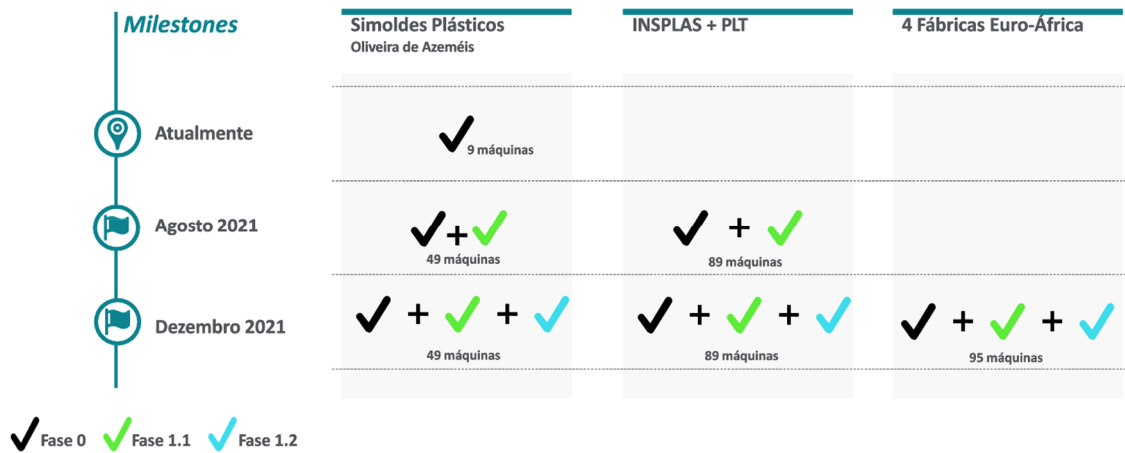 Milestones
Simoldes Plásticos
Oliveira de Azeméis
INSPLAS + PLT
4 Fábricas Euro-África
Atualmente
9 máquinas
Agosto 2021
+
49 máquinas
+
89 máquinas
Dezembro 2021
+ +
49 máquinas
+ +
89 máquinas
+ +
95 máquinas
Fase 0
Fase 1.1
Fase 1.2